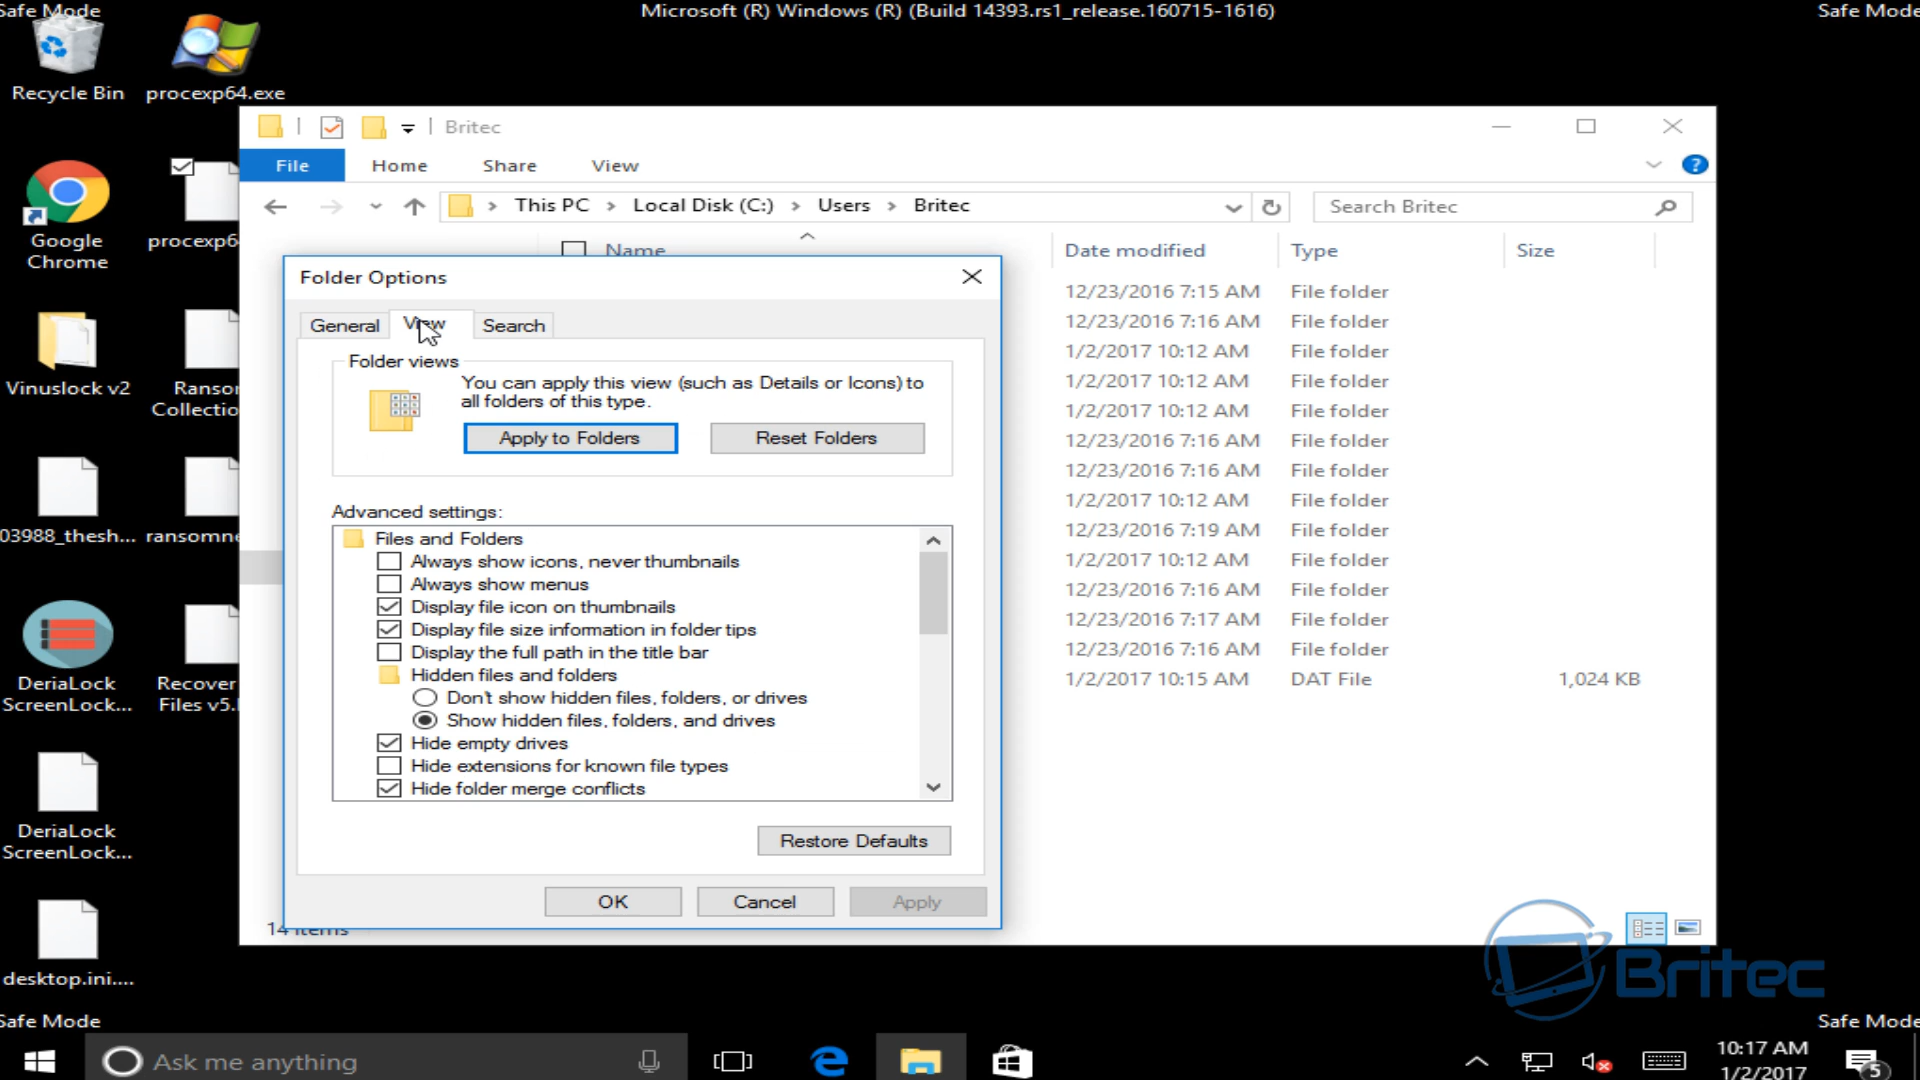 Safe Mode
Microsoft (R) Windows (R) (Build 14393.rs1_release.160715-1616)
Safe Mode
Recycle Bin
procexp64.exe
Google
Chrome
procexp6
Vinuslock v2
Ransor
Collectio
03988_thesh...
ransomne
DeriaLock
ScreenLock...
Recover
Files v5.
DeriaLock
ScreenLock...
desktop.ini....
Britec
File
Home
Share
View
This PC
Local Disk (C:)
Users
Britec
Search Britec
Name
Date modified
Type
Size
12/23/2016 7:15 AM File folder
12/23/2016 7:16 AM File folder
1/2/2017 10:12 AM File folder
1/2/2017 10:12 AM File folder
1/2/2017 10:12 AM File folder
12/23/2016 7:16 AM File folder
12/23/2016 7:16 AM File folder
1/2/2017 10:12 AM File folder
12/23/2016 7:19 AM File folder
1/2/2017 10:12 AM File folder
12/23/2016 7:16 AM File folder
12/23/2016 7:17 AM File folder
12/23/2016 7:16 AM File folder
1/2/2017 10:15 AM DAT File 1,024 KB
Folder Options
General
View
Search
Folder views
You can apply this view (such as Details or Icons) to
all folders of this type.
Apply to Folders
Reset Folders
Advanced settings:
Files and Folders
Always show icons, never thumbnails
Always show menus
Display file icon on thumbnails
Display file size information in folder tips
Display the full path in the title bar
Hidden files and folders
Don't show hidden files, folders, or drives
Show hidden files, folders, and drives
Hide empty drives
Hide extensions for known file types
Hide folder merge conflicts
Restore Defaults
OK
Cancel
Apply
14 items
Britec
Safe Mode
Safe Mode
Ask me anything
10:17 AM
1/2/2017
5